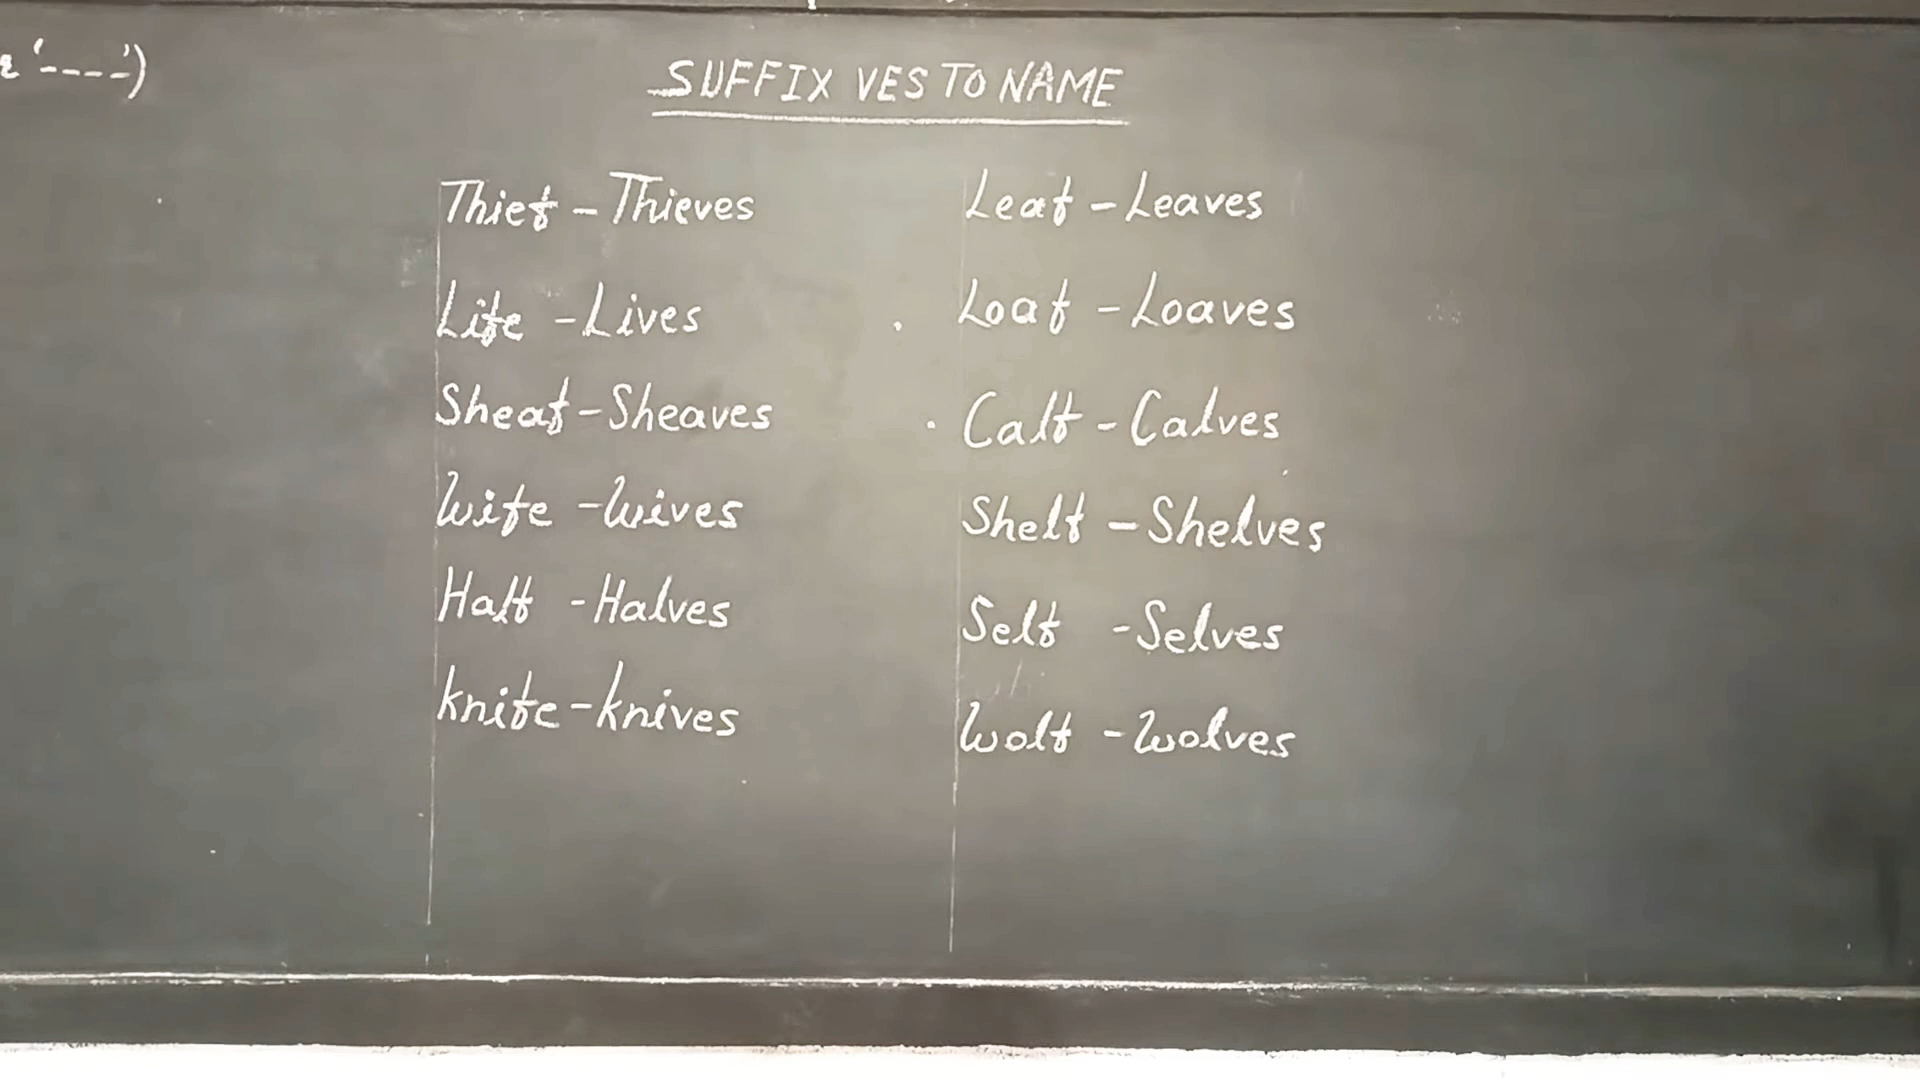 SUFFIX VES TO NAME
Thief - Thieves
Life - Lives
Sheaf - Sheaves
Wife - Wives
Half - Halves
knife - knives
Leaf - Leaves
Loaf - Loaves
Calf - Calves
Shelf - Shelves
Self - Selves
Wolf - Wolves